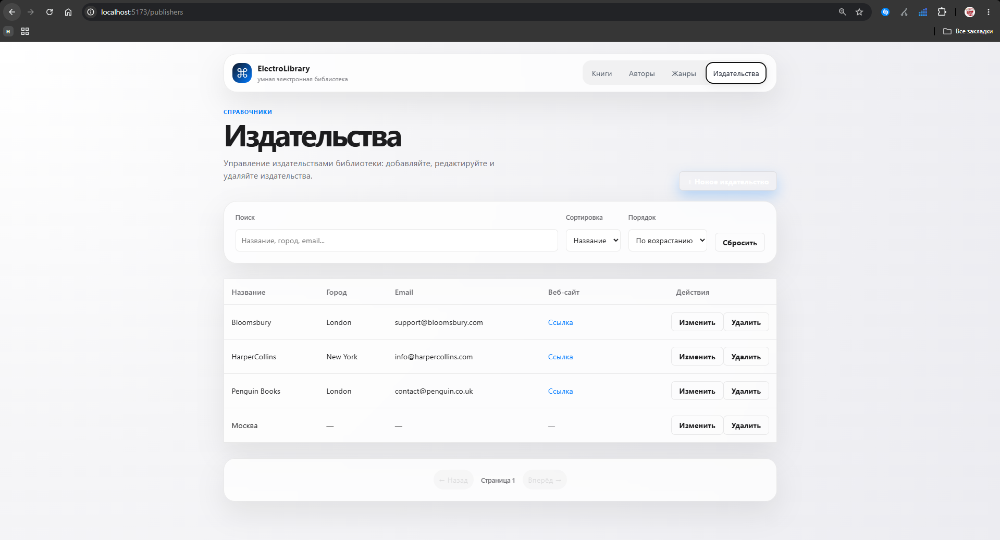 localhost:5173/publishers
н
Все закладки
⌘
ElectroLibrary
умная электронная библиотека
Книги Авторы Жанры Издательства
СПРАВОЧНИКИ
Издательства
Управление издательствами библиотеки: добавляйте, редактируйте и
удаляйте издательства.
+ Новое издательство
Поиск Сортировка Порядок
Название, город, email... Название По возрастанию Сбросить
Название Город Email Веб-сайт Действия
Bloomsbury London support@bloomsbury.com Ссылка Изменить Удалить
HarperCollins New York info@harpercollins.com Ссылка Изменить Удалить
Penguin Books London contact@penguin.co.uk Ссылка Изменить Удалить
Москва — — — Изменить Удалить
← Назад Страница 1 Вперёд →